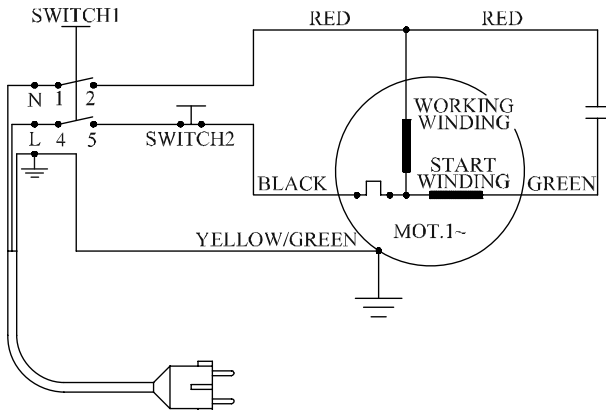 SWITCH1
RED RED
N 1 2
WORKING
WINDING
L 4 5
SWITCH2
START
WINDING
BLACK
GREEN
YELLOW/GREEN
MOT.1~